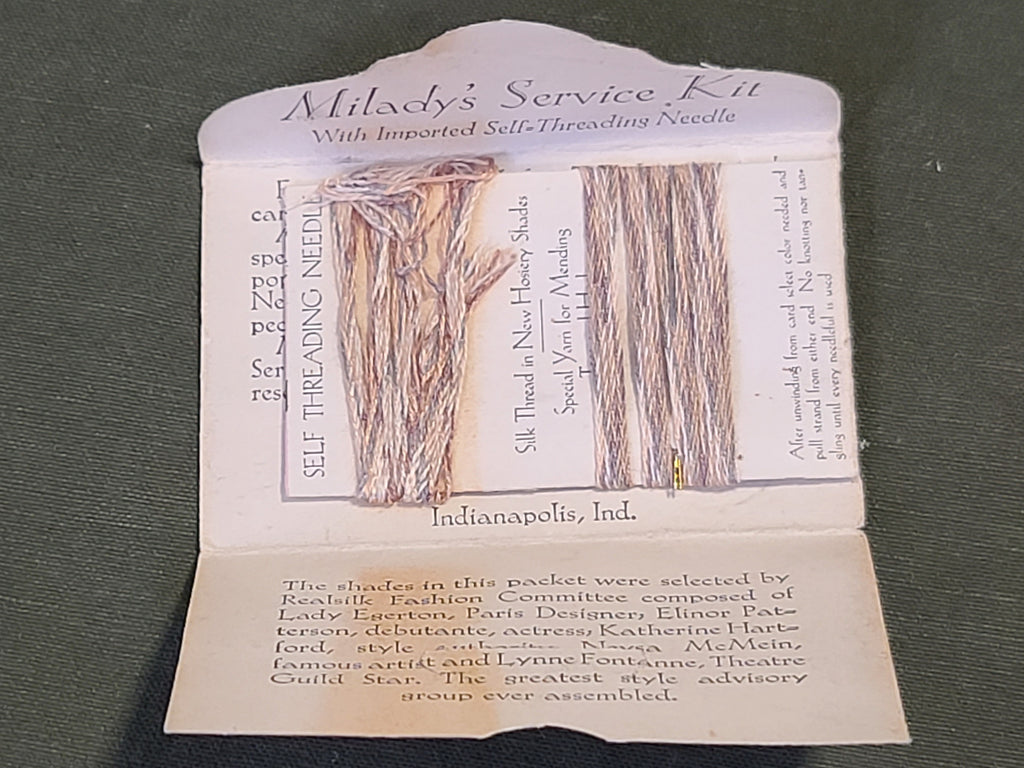 Milady's Service Kit
With Imported Self-Threading Needle
SELF THREADING NEEDLE
Silk Thread in New Hosiery Shades
Special Yarn for Mending
After unwinding from card select color needed and
pull strand from either end. No knotting nor tan-
gling until every needleful is used
Indianapolis, Ind.
The shades in this packet were selected by
Realsilk Fashion Committee composed of
Lady Egerton, Paris Designer, Elinor Pat-
terson, debutante, actress, Katherine Hart-
ford, style McMein,
famous artist and Lynne Fontanne, Theatre
Guild Star. The greatest style advisory
group ever assembled.